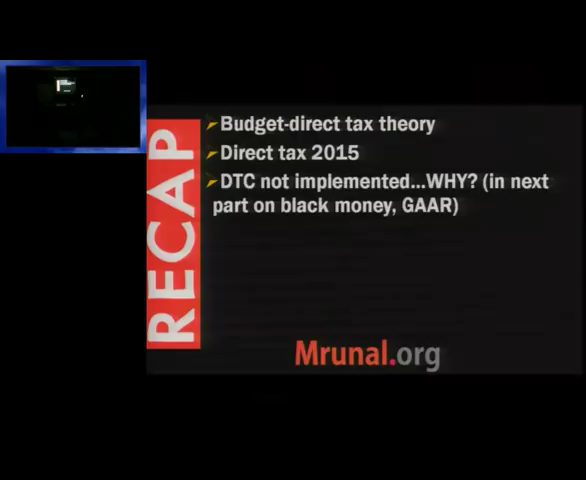 RECAP
Budget-direct tax theory
Direct tax 2015
DTC not implemented...WHY? (in next
part on black money, GAAR)
Mrunal.org